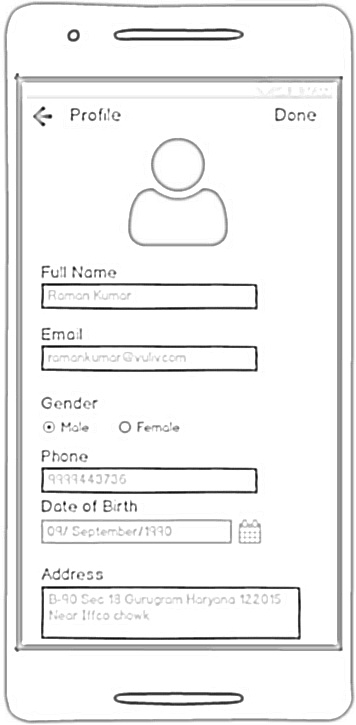 Profile
Done
Full Name
Raman Kumar
Email
ramankumar@vuliv.com
Gender
Male
Female
Phone
9999443736
Date of Birth
09/ September/1990
Address
B-90 Sec 18 Gurugram Haryana 122015
Near Iffco chowk